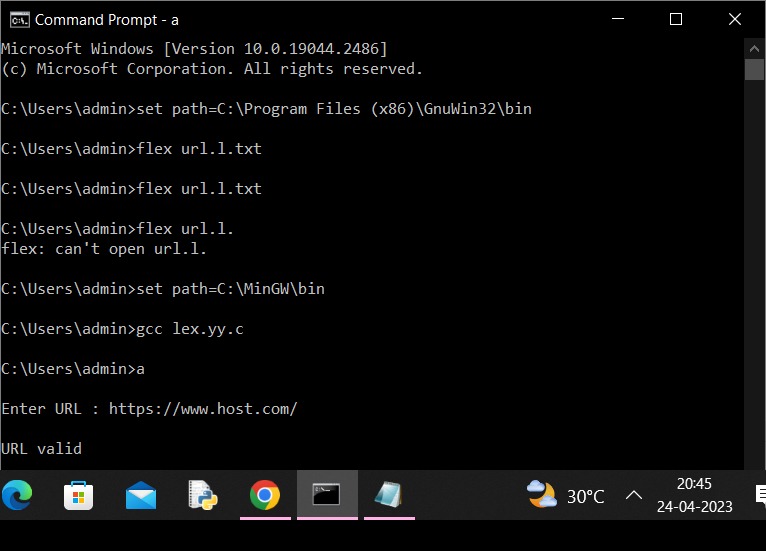 Command Prompt - a
Microsoft Windows [Version 10.0.19044.2486]
(c) Microsoft Corporation. All rights reserved.
C:\Users\admin>set path=C:\Program Files (x86)\GnuWin32\bin
C:\Users\admin>flex url.l.txt
C:\Users\admin>flex url.l.txt
C:\Users\admin>flex url.l.
flex: can't open url.l.
C:\Users\admin>set path=C:\MinGW\bin
C:\Users\admin>gcc lex.yy.c
C:\Users\admin>a
Enter URL : https://www.host.com/
URL valid
30°C
20:45
24-04-2023